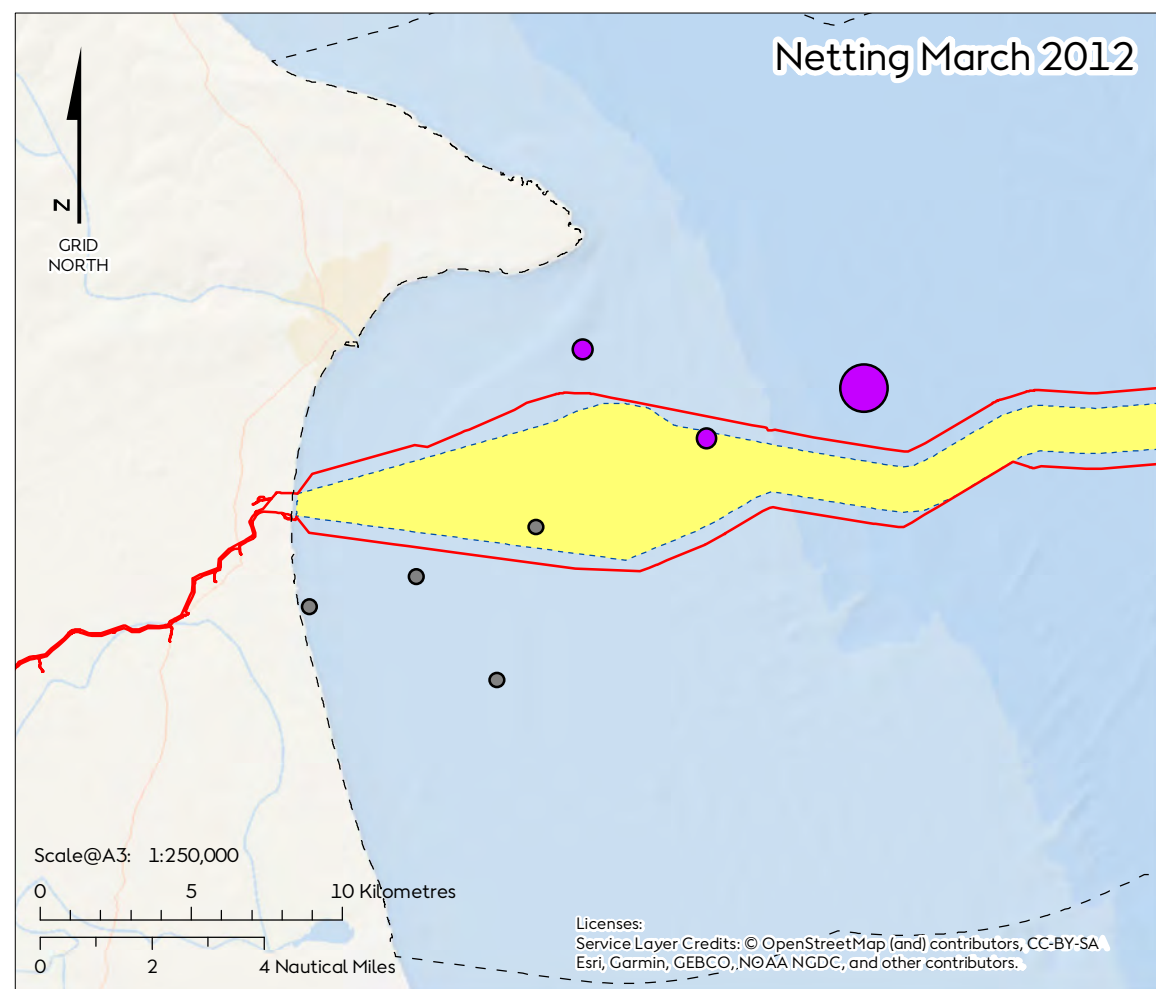 Netting March 2012
N
GRID
NORTH
Scale@A3: 1:250,000
0 5 10 Kilometres
0 2 4 Nautical Miles
Licenses:
Service Layer Credits: © OpenStreetMap (and) contributors, CC-BY-SA
Esri, Garmin, GEBCO, NOAA NGDC, and other contributors.